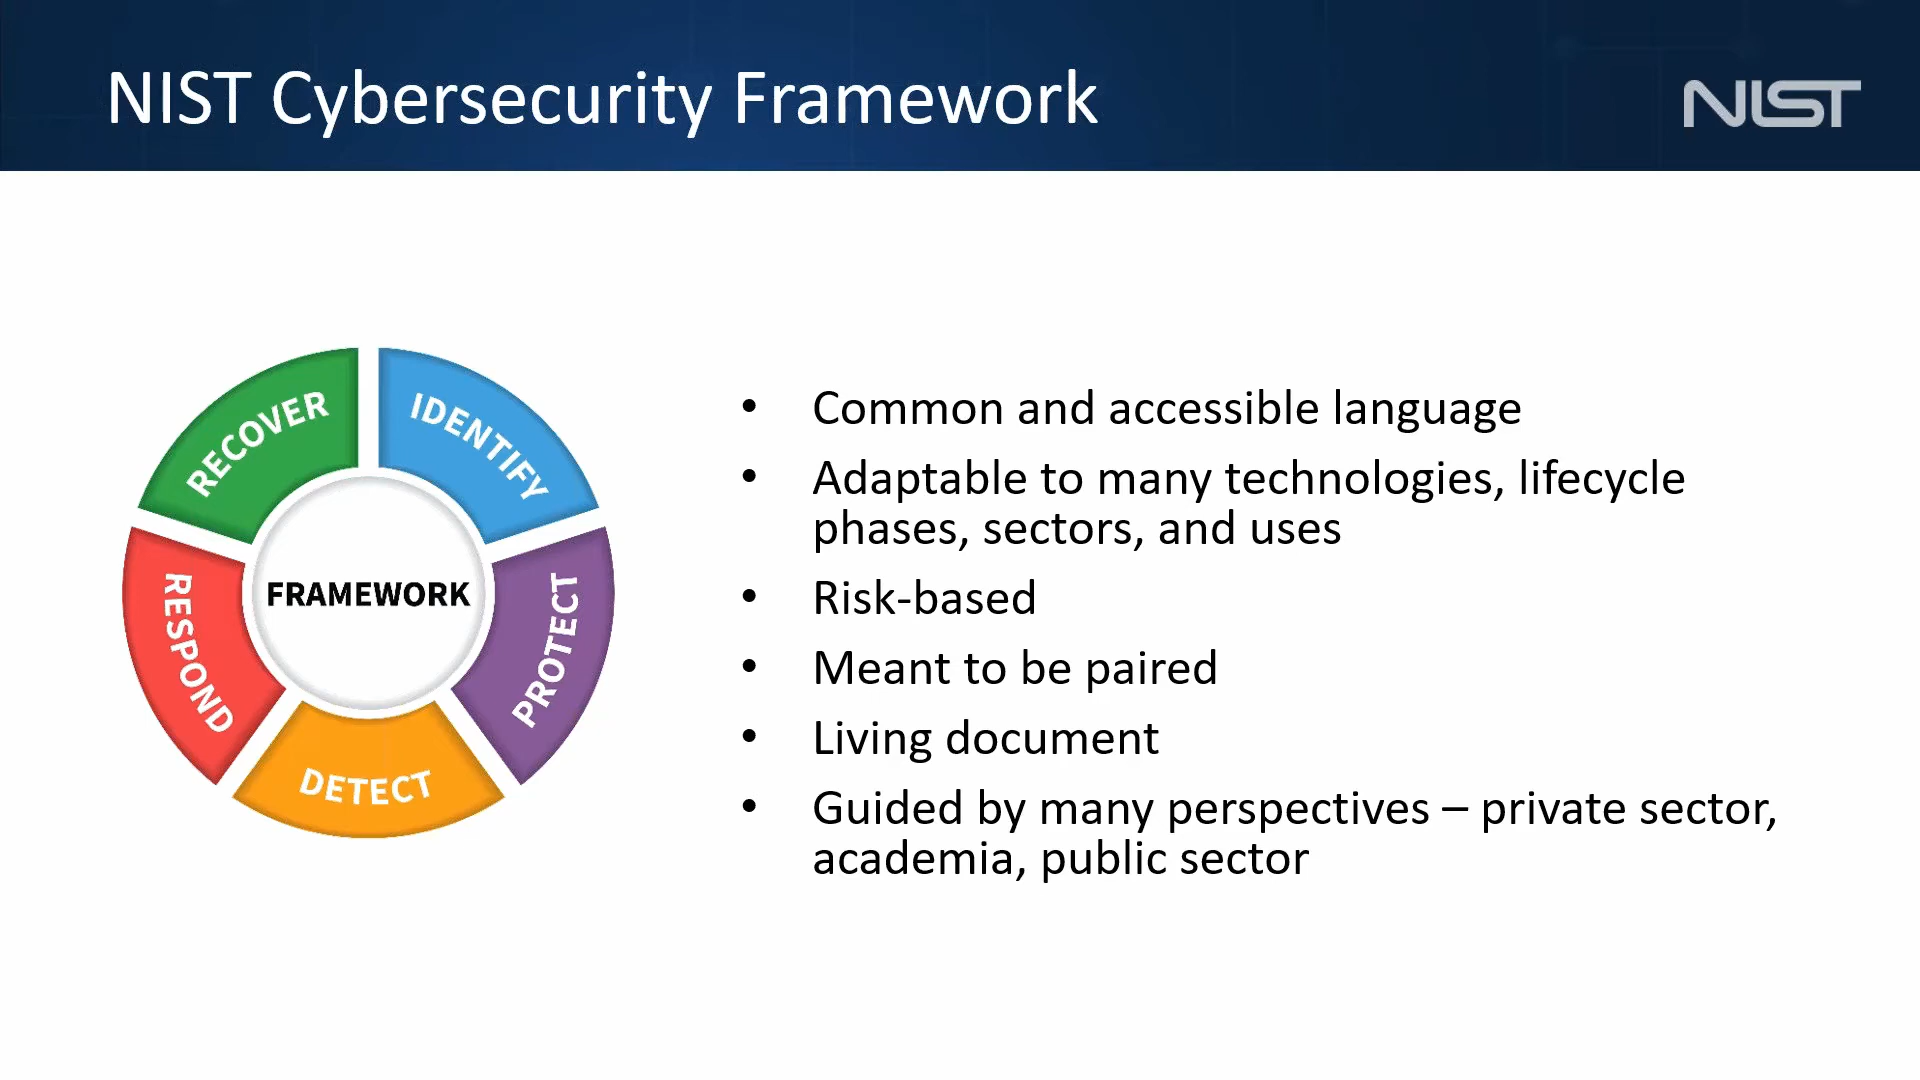 NIST Cybersecurity Framework
NIST
RECOVER
IDENTIFY
FRAMEWORK
RESPOND
PROTECT
DETECT
• Common and accessible language
• Adaptable to many technologies, lifecycle
phases, sectors, and uses
• Risk-based
• Meant to be paired
• Living document
• Guided by many perspectives – private sector,
academia, public sector